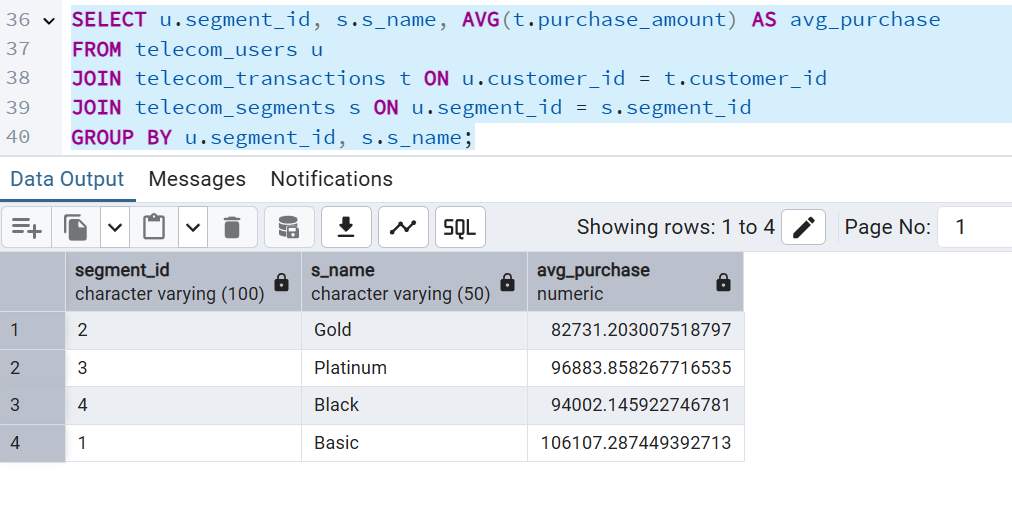 36 SELECT u.segment_id, s.s_name, AVG(t.purchase_amount) AS avg_purchase
37 FROM telecom_users u
38 JOIN telecom_transactions t ON u.customer_id = t.customer_id
39 JOIN telecom_segments s ON u.segment_id = s.segment_id
40 GROUP BY u.segment_id, s.s_name;
Data Output Messages Notifications
SQL Showing rows: 1 to 4 Page No: 1
segment_id s_name avg_purchase
character varying (100) character varying (50) numeric
1 2 Gold 82731.203007518797
2 3 Platinum 96883.858267716535
3 4 Black 94002.145922746781
4 1 Basic 106107.287449392713